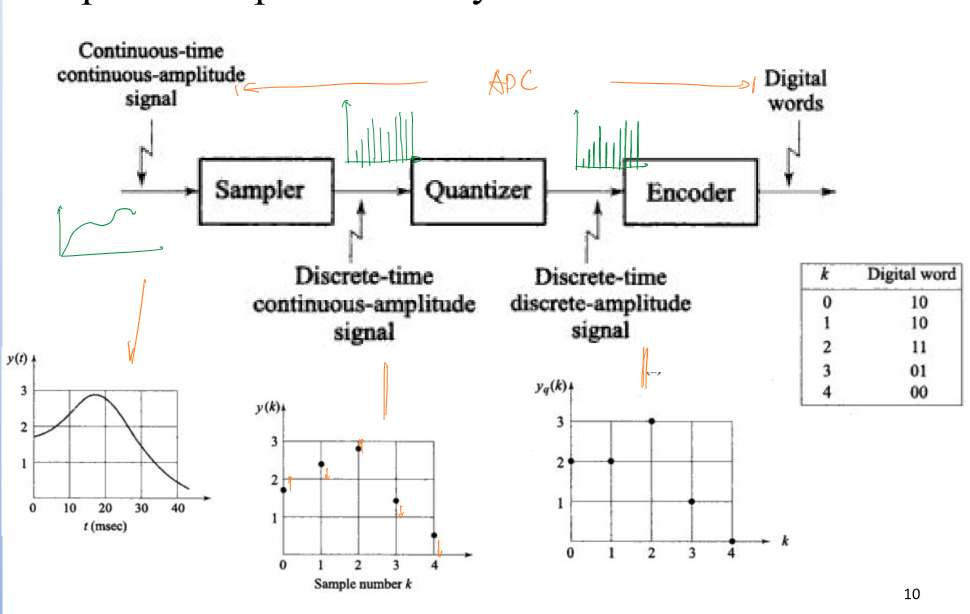 Continuous-time
continuous-amplitude
signal
ADC
Digital
words
Sampler
Quantizer
Encoder
Discrete-time
continuous-amplitude
signal
Discrete-time
discrete-amplitude
signal
k Digital word
0 10
1 10
2 11
3 01
4 00
y(t)
3
2
1
0 10 20 30 40
t (msec)
y(k)
3
2
1
0 1 2 3 4
Sample number k
yq(k)
3
2
1
0 1 2 3 4
k
10